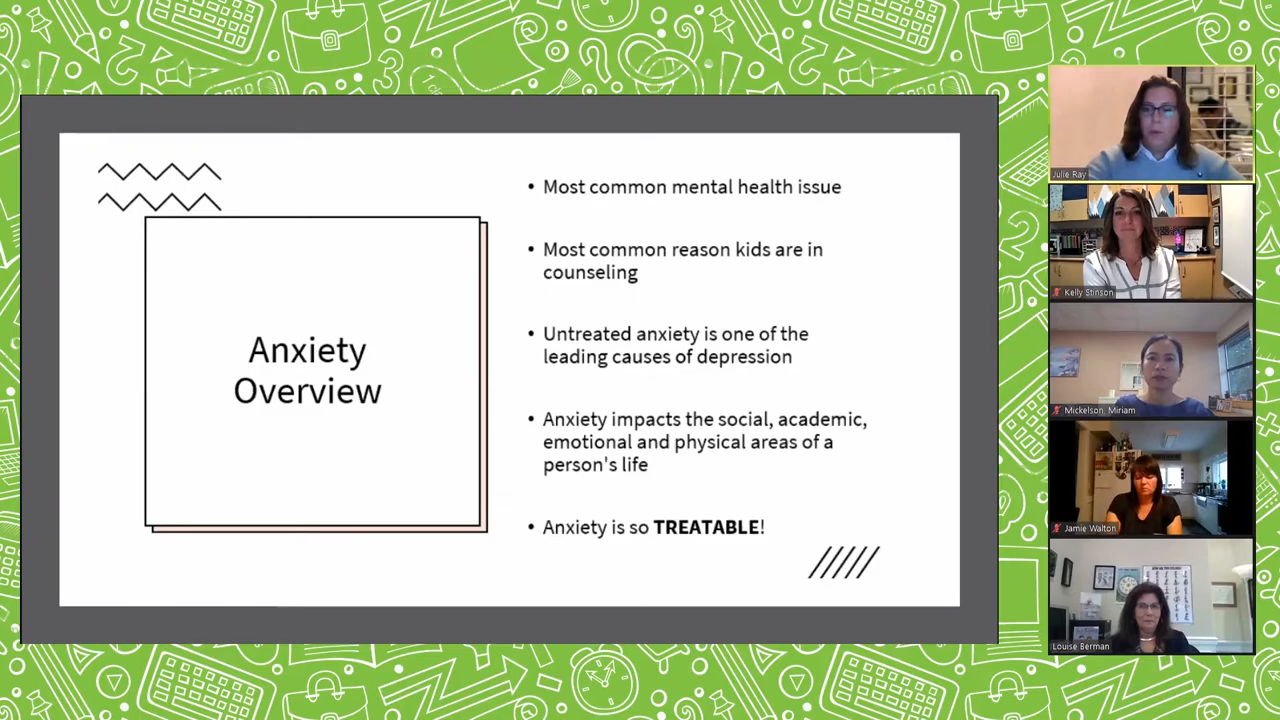 Anxiety
Overview
• Most common mental health issue
• Most common reason kids are in
counseling
• Untreated anxiety is one of the
leading causes of depression
• Anxiety impacts the social, academic,
emotional and physical areas of a
person's life
• Anxiety is so TREATABLE!
Julie Ray
Kelly Stinson
Mickelson, Miriam
Jamie Walton
Louise Berman